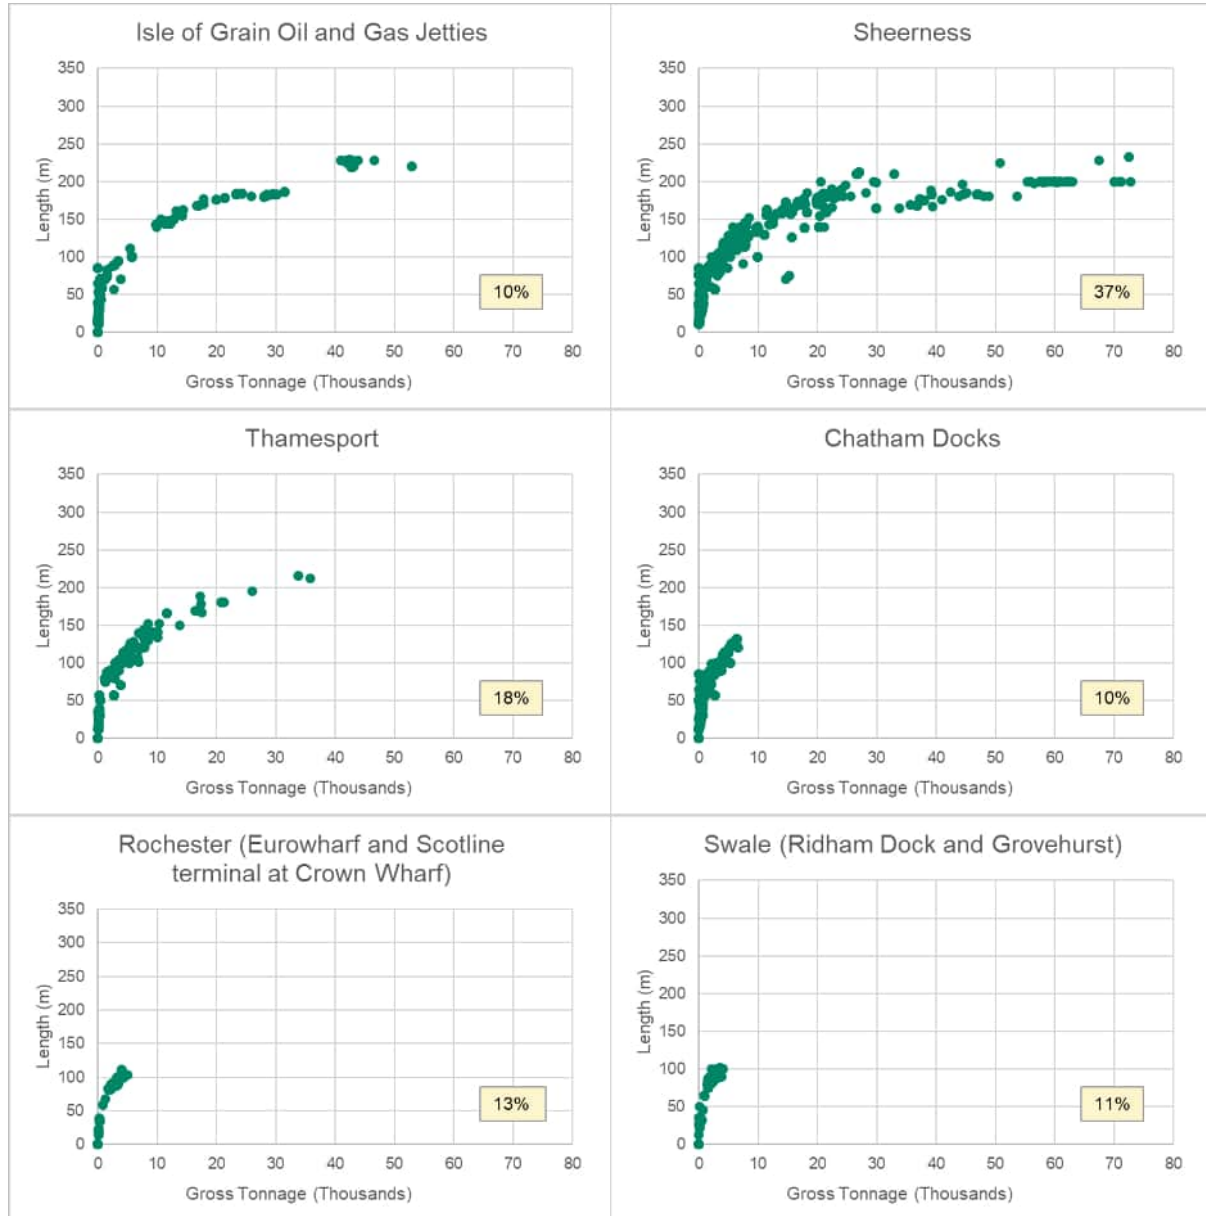 Isle of Grain Oil and Gas Jetties
350
300
250
200
150
100
50
0
Length (m)
0 10 20 30 40 50 60 70 80
Gross Tonnage (Thousands)
10%
Sheerness
350
300
250
200
150
100
50
0
Length (m)
0 10 20 30 40 50 60 70 80
Gross Tonnage (Thousands)
37%
Thamesport
350
300
250
200
150
100
50
0
Length (m)
0 10 20 30 40 50 60 70 80
Gross Tonnage (Thousands)
18%
Chatham Docks
350
300
250
200
150
100
50
0
Length (m)
0 10 20 30 40 50 60 70 80
Gross Tonnage (Thousands)
10%
Rochester (Eurowharf and Scotline
terminal at Crown Wharf)
350
300
250
200
150
100
50
0
Length (m)
0 10 20 30 40 50 60 70 80
Gross Tonnage (Thousands)
13%
Swale (Ridham Dock and Grovehurst)
350
300
250
200
150
100
50
0
Length (m)
0 10 20 30 40 50 60 70 80
Gross Tonnage (Thousands)
11%